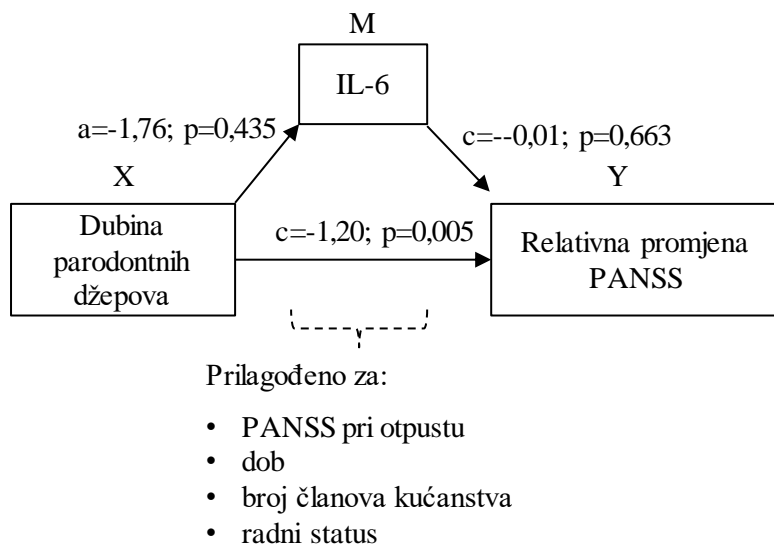 M
IL-6
a=-1,76; p=0,435
c=--0,01; p=0,663
X
Y
Dubina
parodontnih
džepova
c=-1,20; p=0,005
Relativna promjena
PANSS
Prilagođeno za:
• PANSS pri otpustu
• dob
• broj članova kućanstva
• radni status